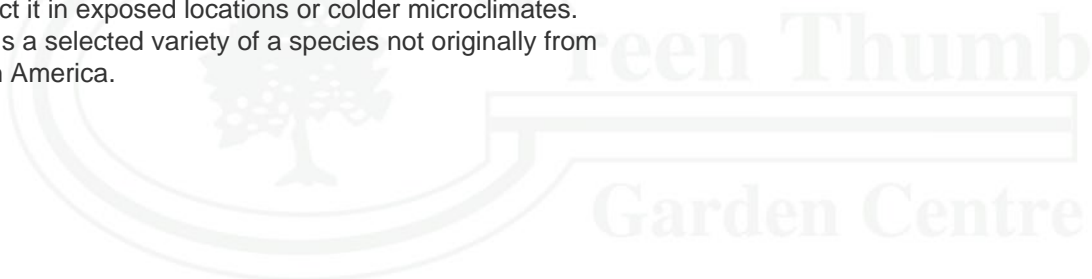 ct it in exposed locations or colder microclimates.
s a selected variety of a species not originally from
America.
reen Thumb
Garden Centre